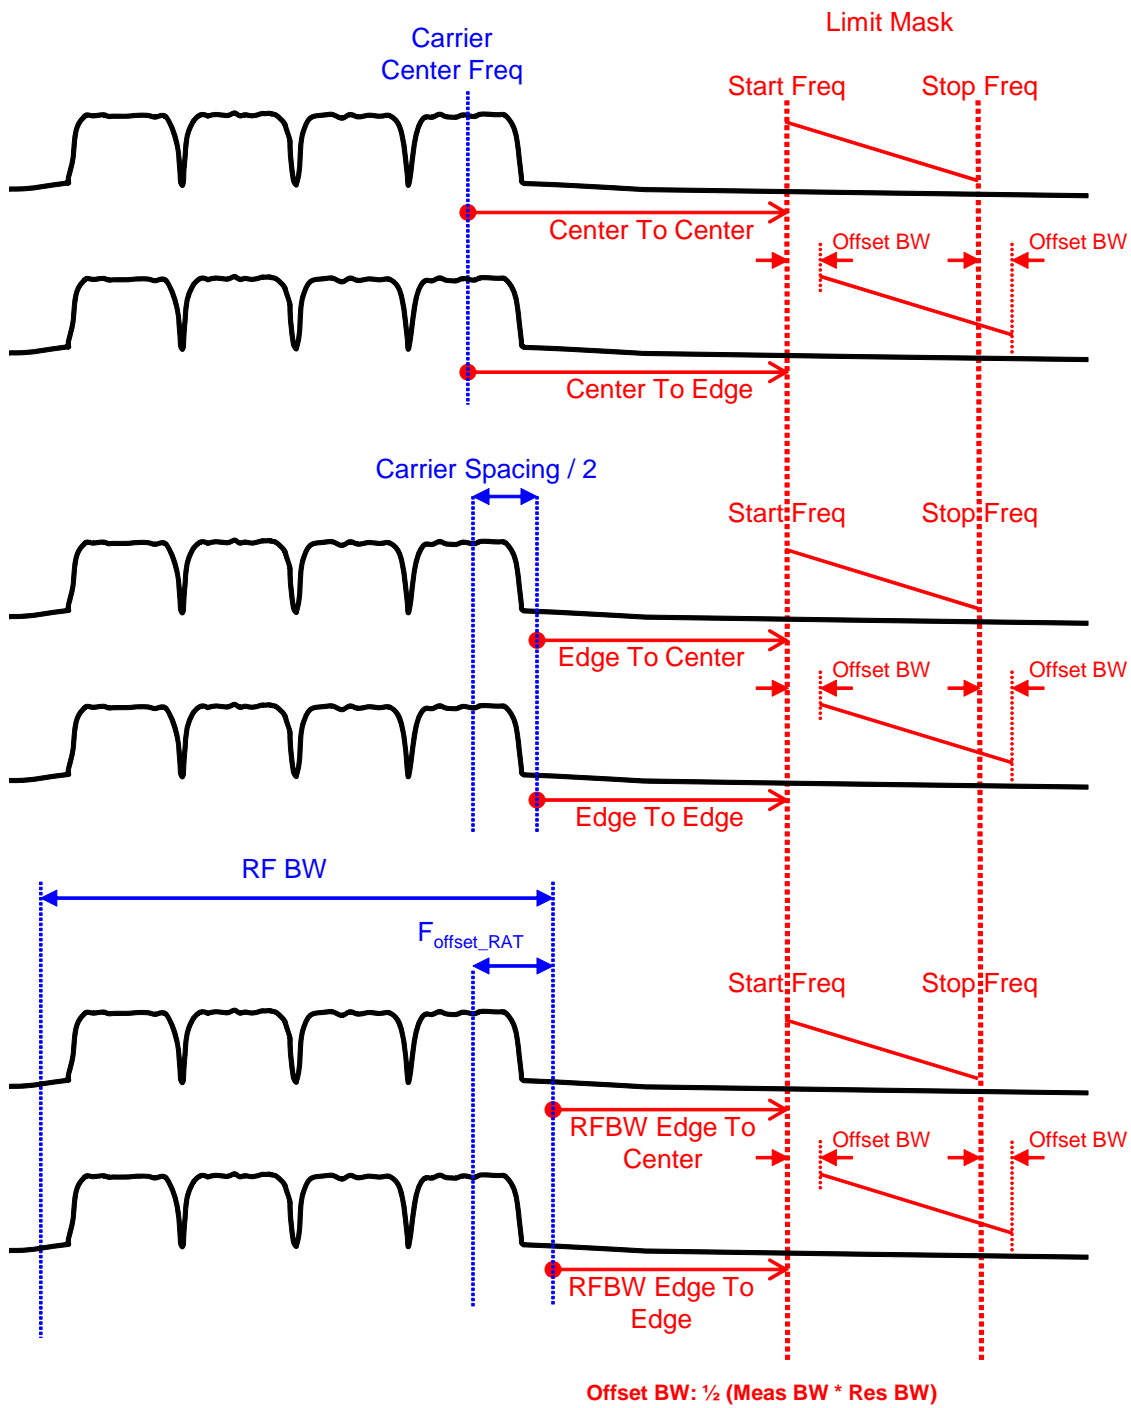 Limit Mask
Carrier
Center Freq
Start Freq
Stop Freq
Center To Center
Offset BW
Offset BW
Center To Edge
Carrier Spacing / 2
Start Freq
Stop Freq
Edge To Center
Offset BW
Offset BW
Edge To Edge
RF BW
Foffset_RAT
Start Freq
Stop Freq
RFBW Edge To
Center
Offset BW
Offset BW
RFBW Edge To
Edge
Offset BW: ½ (Meas BW * Res BW)